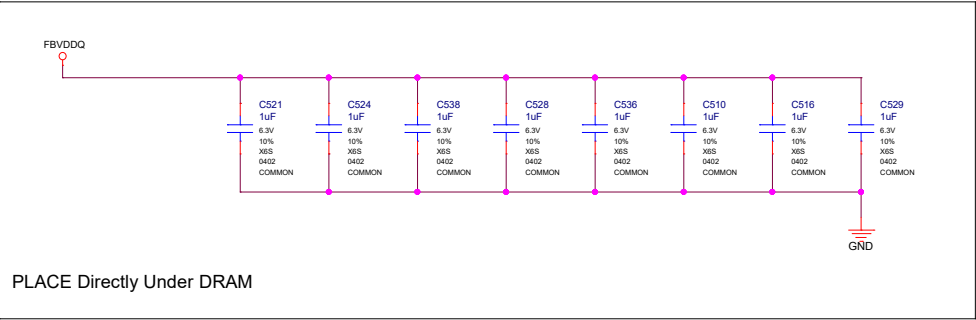 FBVDDQ
C521
1uF
6.3V
10%
X6S
0402
COMMON
C524
1uF
6.3V
10%
X6S
0402
COMMON
C538
1uF
6.3V
10%
X6S
0402
COMMON
C528
1uF
6.3V
10%
X6S
0402
COMMON
C536
1uF
6.3V
10%
X6S
0402
COMMON
C510
1uF
6.3V
10%
X6S
0402
COMMON
C516
1uF
6.3V
10%
X6S
0402
COMMON
C529
1uF
6.3V
10%
X6S
0402
COMMON
GND
PLACE Directly Under DRAM